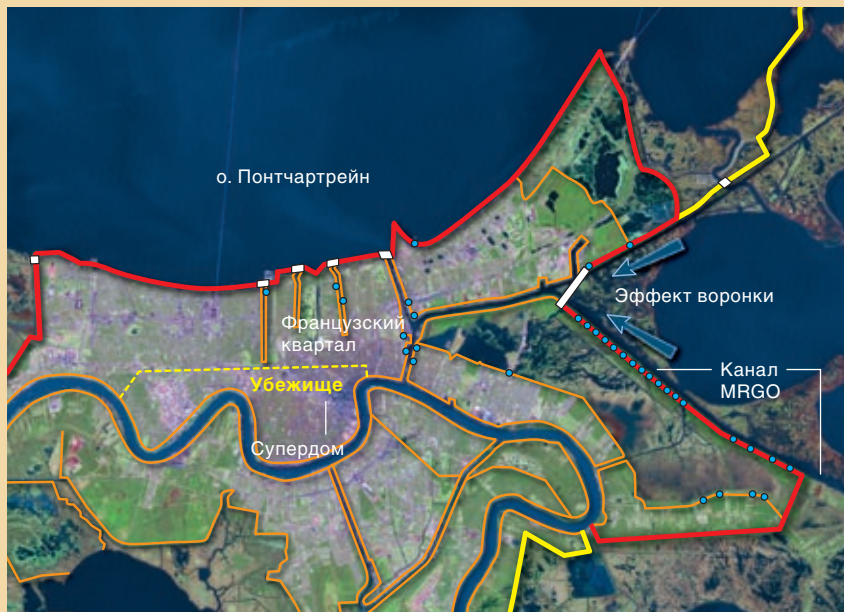 о. Понтчартрейн
Эффект воронки
Французский
квартал
Канал
MRGO
Убежище
Супердом